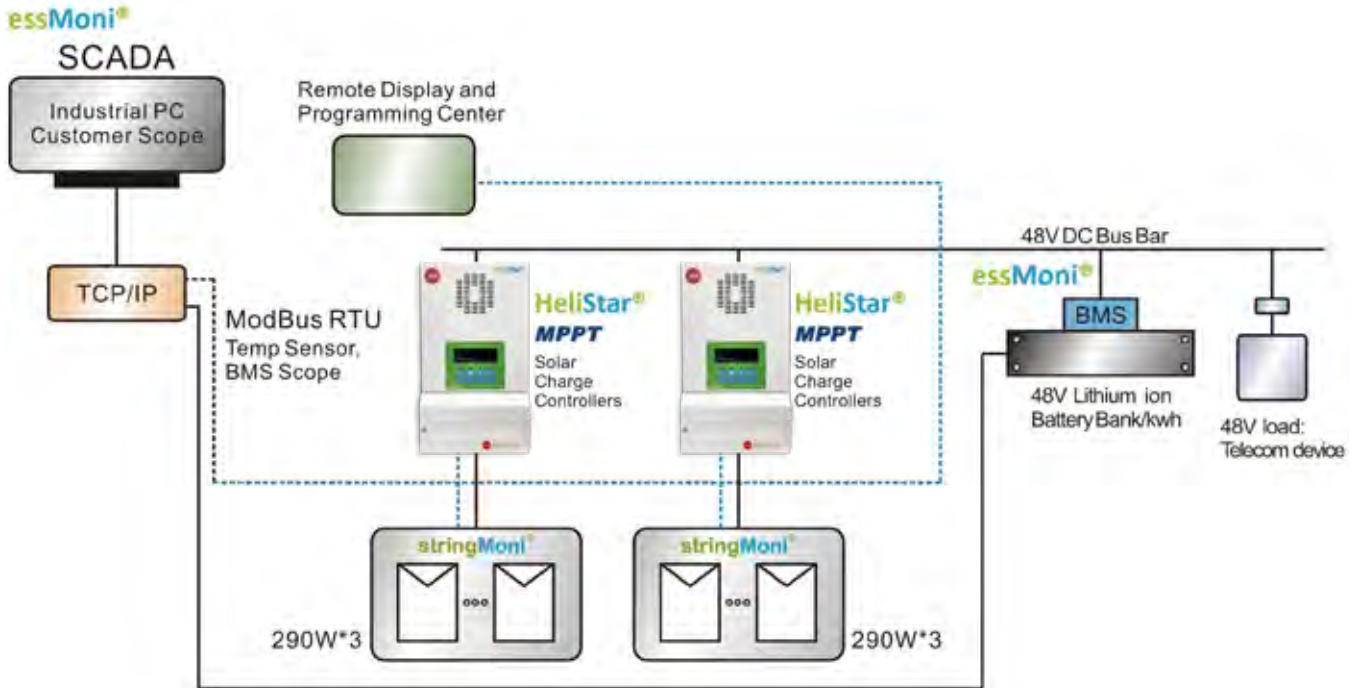 essMoni®
SCADA
Industrial PC
Customer Scope
Remote Display and
Programming Center
TCP/IP
ModBus RTU
Temp Sensor,
BMS Scope
HeliStar®
MPPT
Solar
Charge
Controllers
HeliStar®
MPPT
Solar
Charge
Controllers
48V DC Bus Bar
essMoni®
BMS
48V Lithium ion
Battery Bank/kwh
48V load:
Telecom device
stringMoni®
290W*3
stringMoni®
290W*3